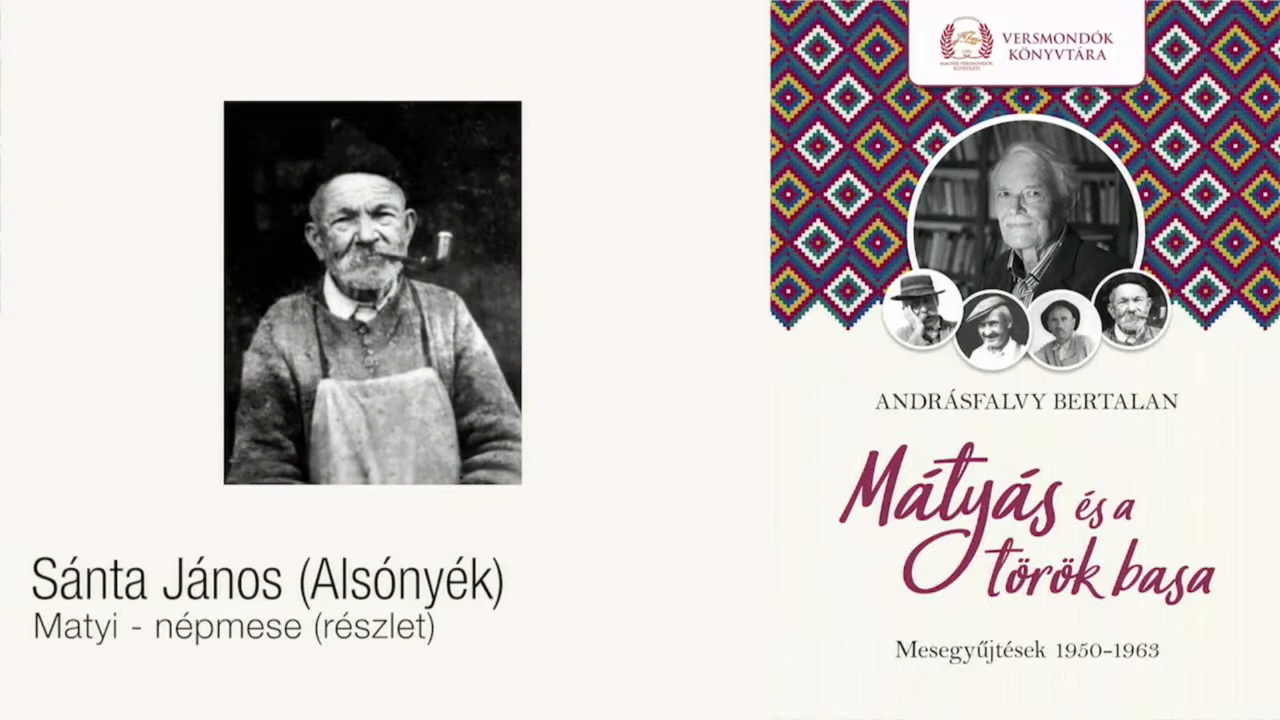 Sánta János (Alsónyék)
Matyi - népmese (részlet)
VERSMONDÓK
KÖNYVTÁRA
ANDRÁSFALVY BERTALAN
Mátyás és a
török basa
Mesegyűjtések 1950-1963